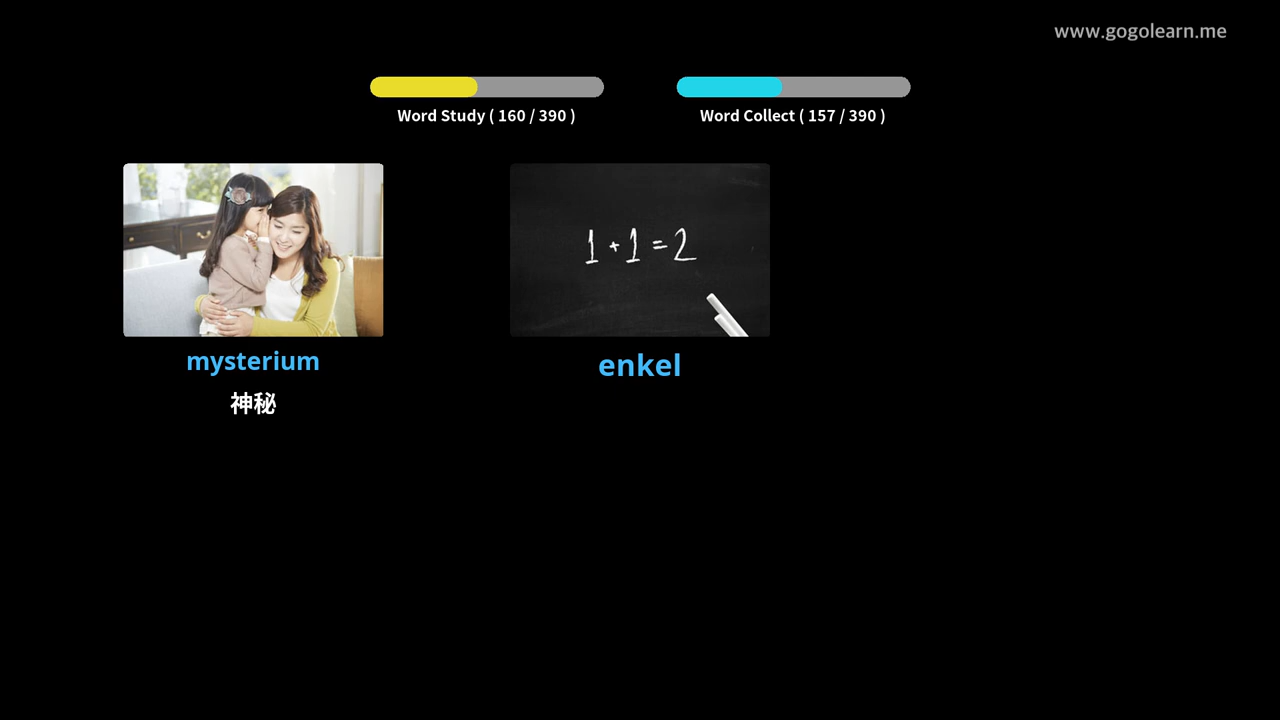 www.gogolearn.me
Word Study ( 160 / 390 )
Word Collect ( 157 / 390 )
1 + 1 = 2
mysterium
enkel
神秘